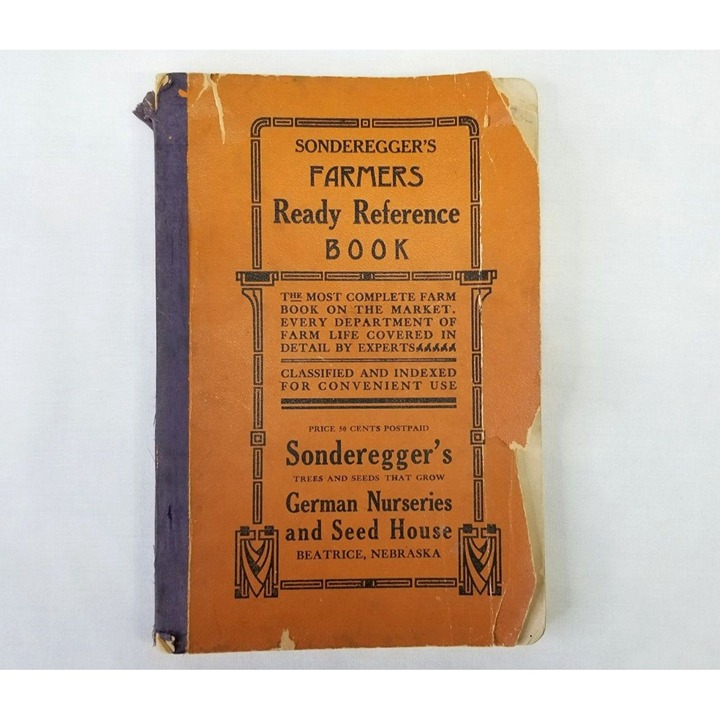 SONDEREGGER'S
FARMERS
Ready Reference
BOOK
THE MOST COMPLETE FARM
BOOK ON THE MARKET.
EVERY DEPARTMENT OF
FARM LIFE COVERED IN
DETAIL BY EXPERTS
CLASSIFIED AND INDEXED
FOR CONVENIENT USE
PRICE 50 CENTS POSTPAID
Sonderegger's
TREES AND SEEDS THAT GROW
German Nurseries
and Seed House
BEATRICE, NEBRASKA